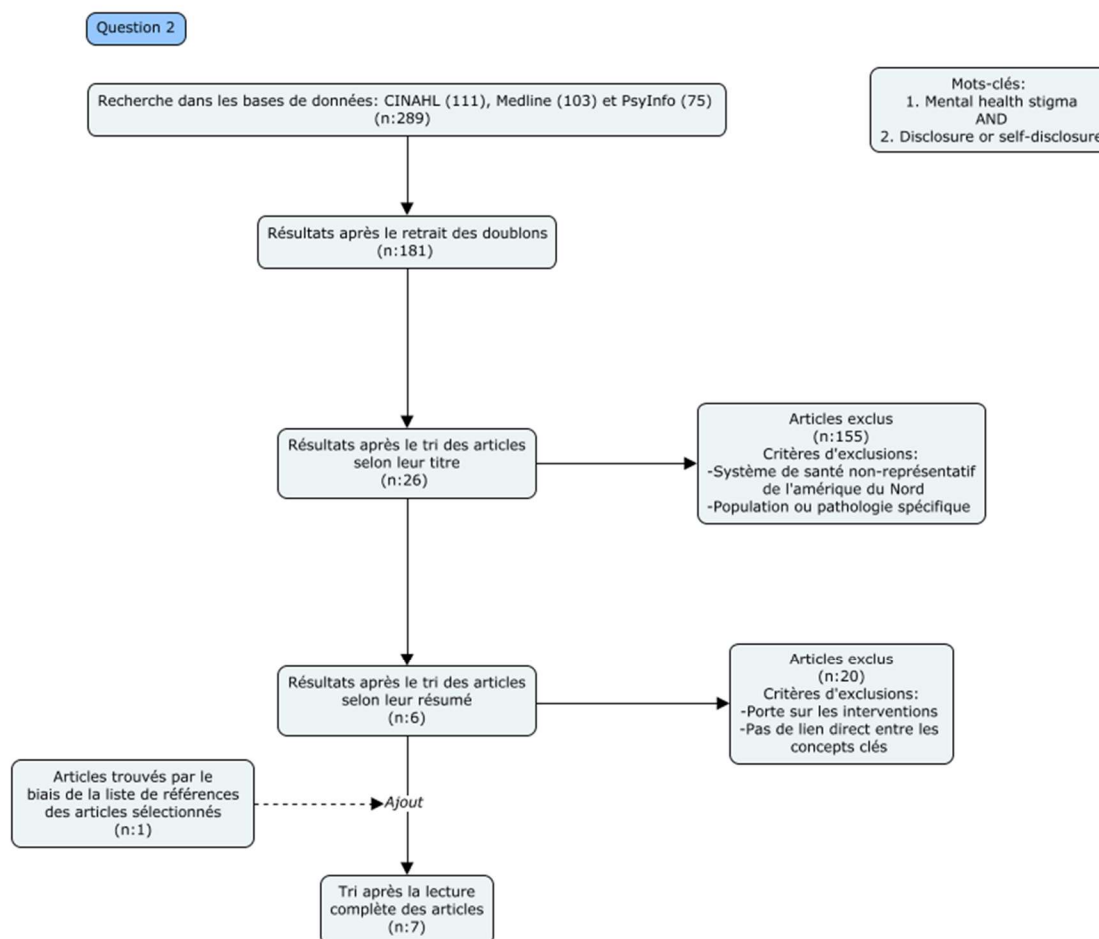 Question 2
Recherche dans les bases de données: CINAHL (111), Medline (103) et PsyInfo (75)
(n:289)
Mots-clés:
1. Mental health stigma
AND
2. Disclosure or self-disclosure
Résultats après le retrait des doublons
(n:181)
Résultats après le tri des articles
selon leur titre
(n:26)
Articles exclus
(n:155)
Critères d'exclusions:
-Système de santé non-représentatif
de l'amérique du Nord
-Population ou pathologie spécifique
Résultats après le tri des articles
selon leur résumé
(n:6)
Articles exclus
(n:20)
Critères d'exclusions:
-Porte sur les interventions
-Pas de lien direct entre les
concepts clés
Articles trouvés par le
biais de la liste de références
des articles sélectionnés
(n:1)
Ajout
Tri après la lecture
complète des articles
(n:7)